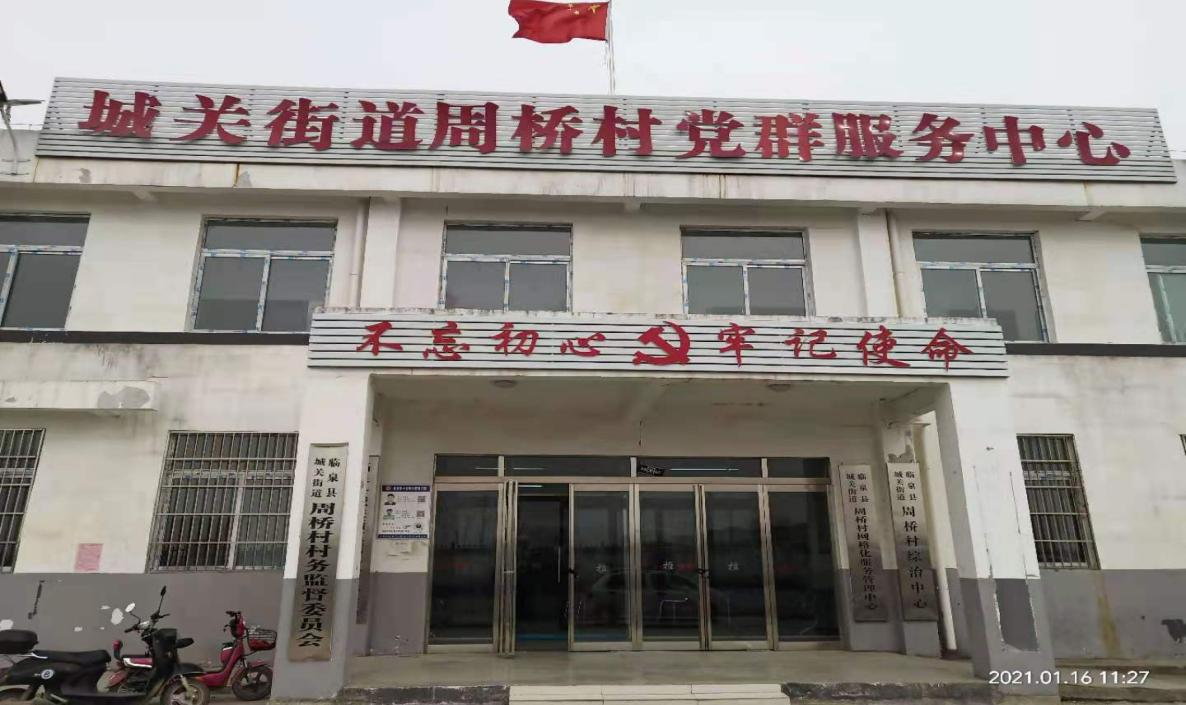 城关街道周桥村党群服务中心
不忘初心 牢记使命
临泉县
城关街道
周桥村村务监督委员会
临泉县
城关街道
周桥村网格化服务管理中心
临泉县
城关街道
周桥村综治中心
推
推
2021.01.16 11:27